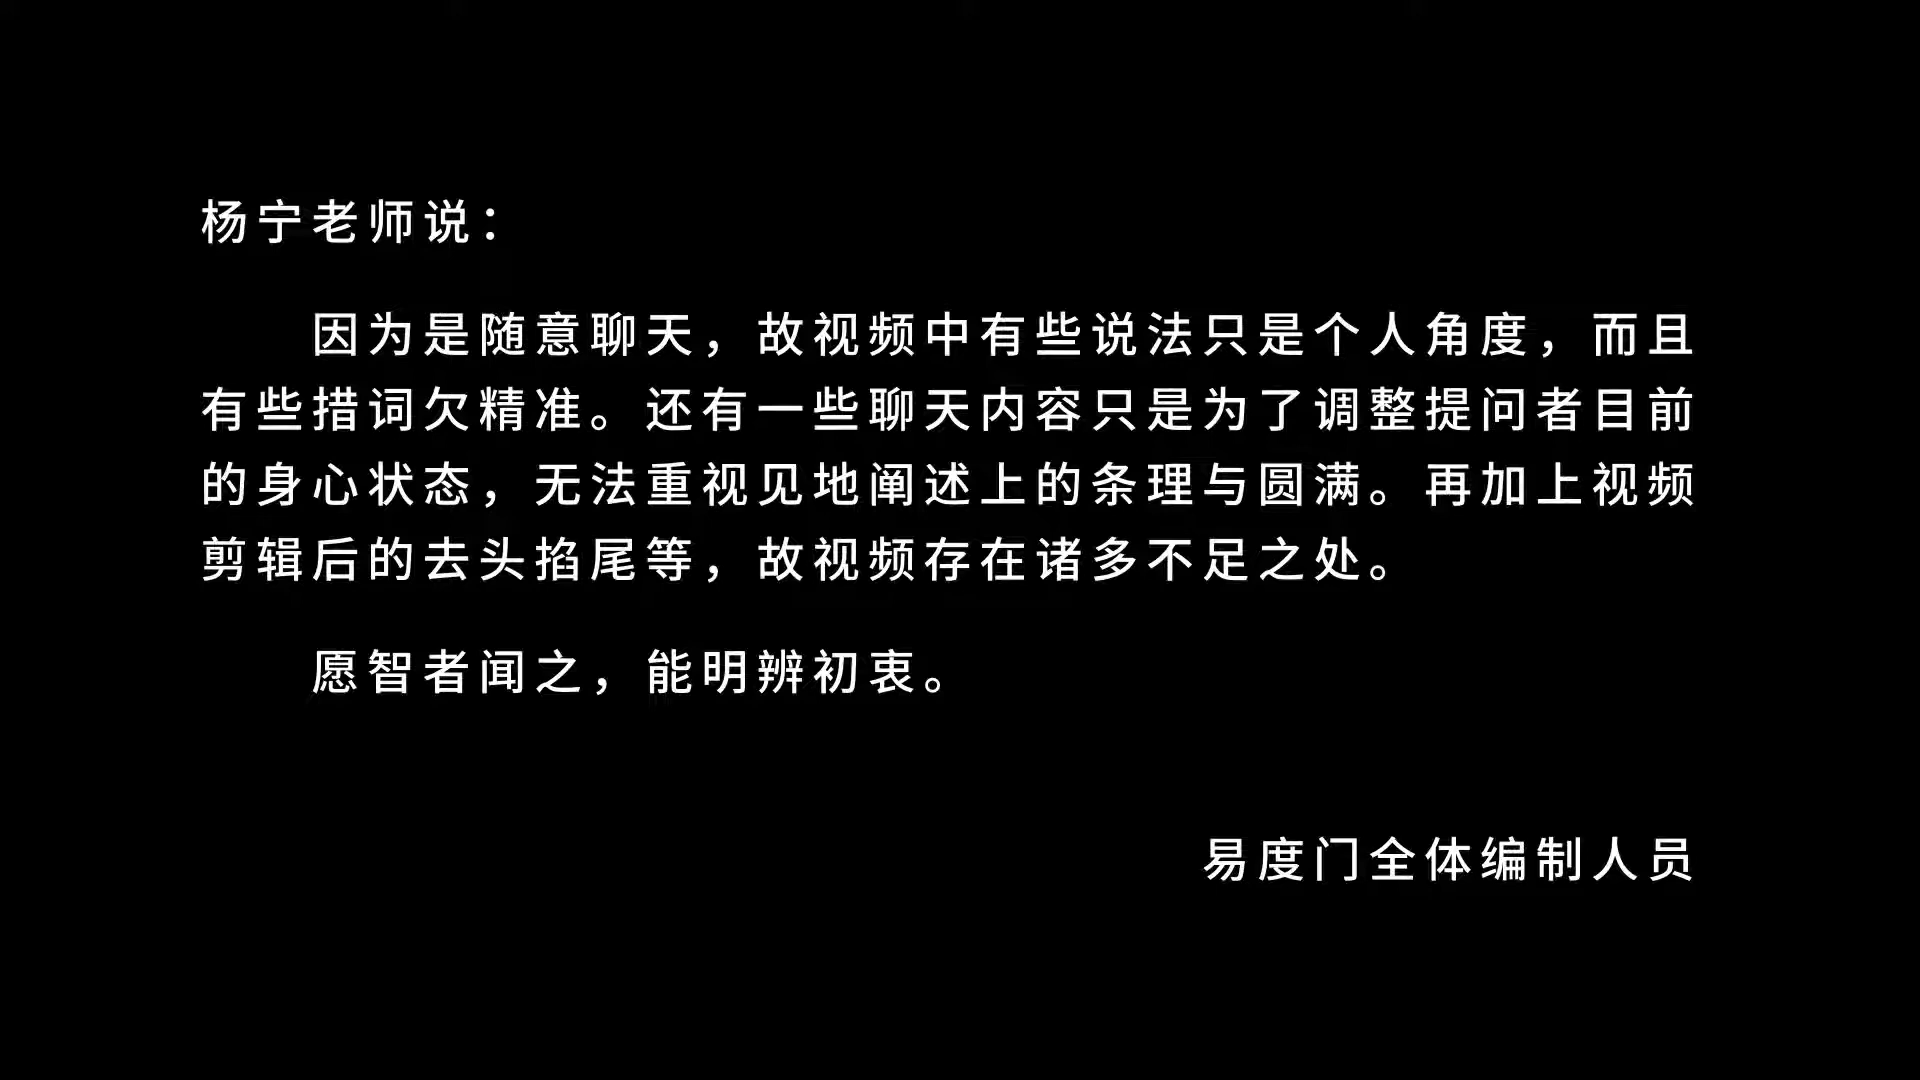 杨宁老师说：
因为是随意聊天，故视频中有些说法只是个人角度，而且
有些措词欠精准。还有一些聊天内容只是为了调整提问者目前
的身心状态，无法重视见地阐述上的条理与圆满。再加上视频
剪辑后的去头掐尾等，故视频存在诸多不足之处。
愿智者闻之，能明辨初衷。
易度门全体编制人员